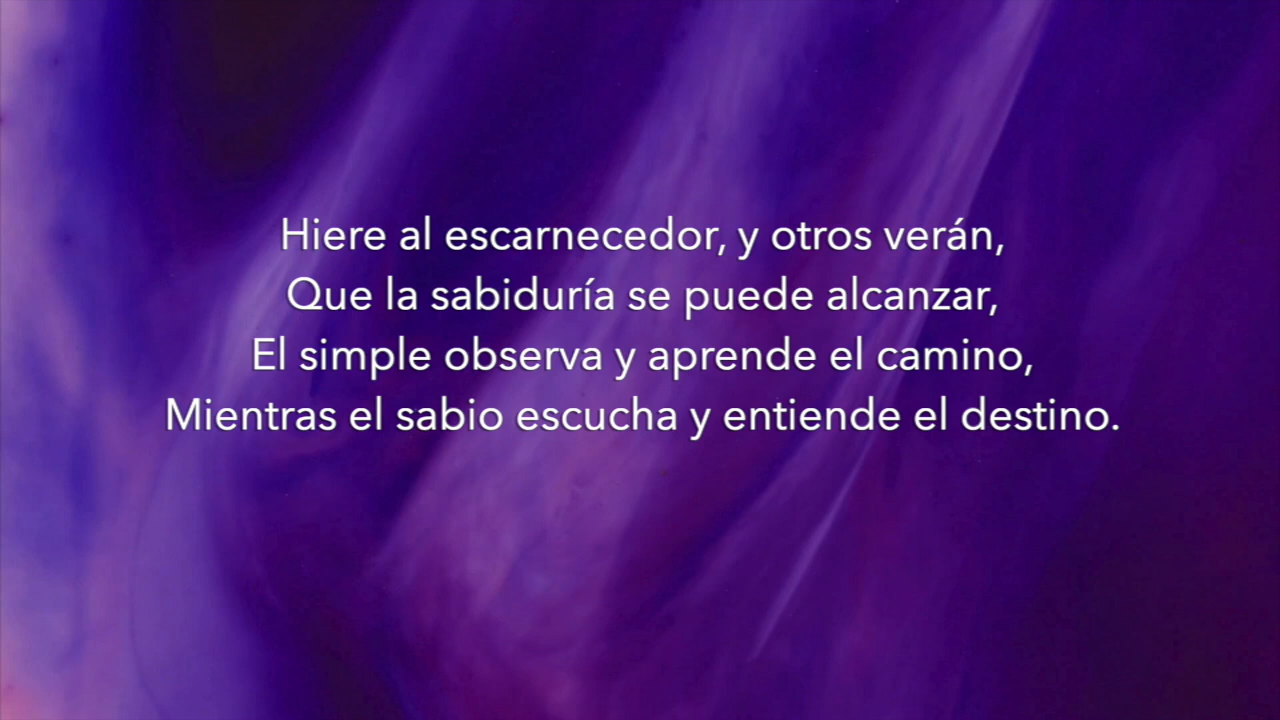 Hiere al escarnecedor, y otros verán,
Que la sabiduría se puede alcanzar,
El simple observa y aprende el camino,
Mientras el sabio escucha y entiende el destino.